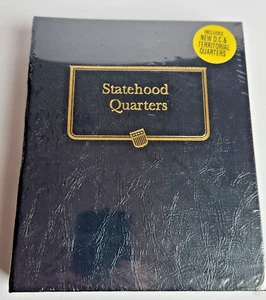 INCLUDES
NEW D.C. &
TERRITORIAL
QUARTERS
Statehood
Quarters